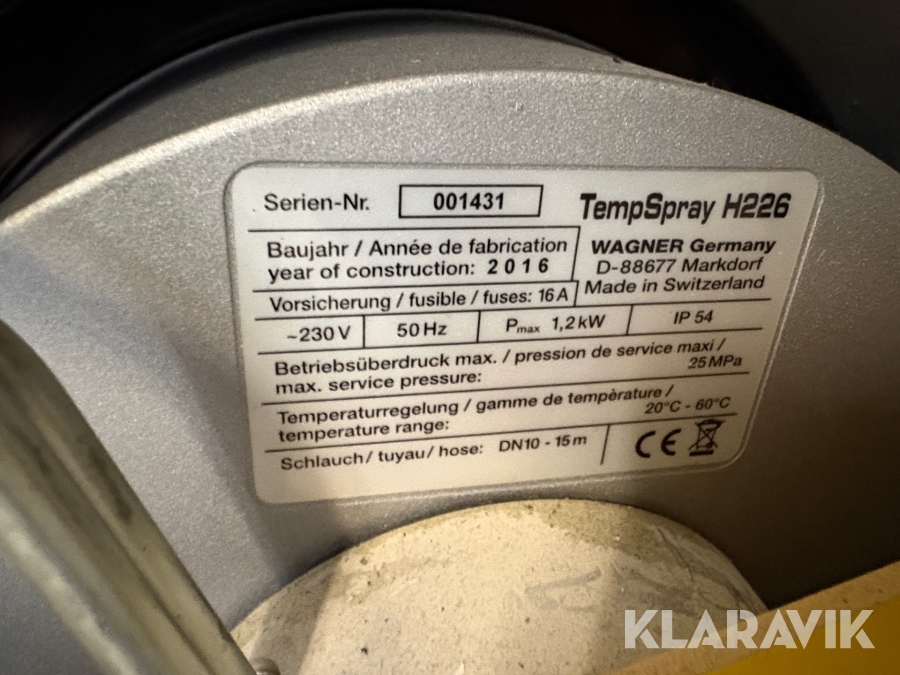 Serien-Nr. 001431
TempSpray H226
Baujahr / Année de fabrication
year of construction: 2016
WAGNER Germany
D-88677 Markdorf
Made in Switzerland
Vorsicherung / fusible / fuses: 16 A
~230 V 50 Hz Pmax 1,2 kW IP 54
Betriebsüberdruck max. / pression de service maxi /
max. service pressure: 25 MPa
Temperaturregelung / gamme de tempèrature /
temperature range: 20°C - 60°C
Schlauch / tuyau / hose: DN10 - 15 m CE
KLARAVIK